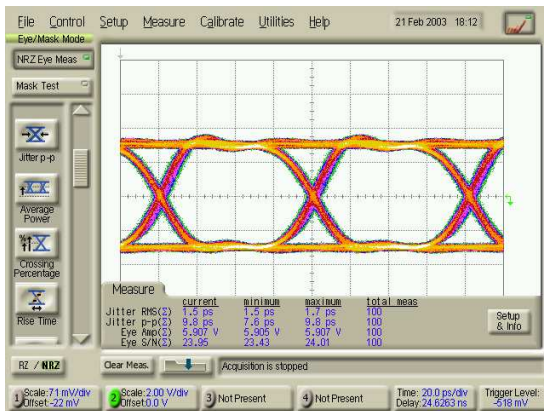 File Control Setup Measure Calibrate Utilities Help 21 Feb 2003 18:12
Eye/Mask Mode
NRZ Eye Meas
Mask Test
Jitter p-p
Average
Power
Crossing
Percentage
Rise Time
Measure
current minimum maximum total meas
Jitter RMS(Σ) 1.5 ps 1.5 ps 1.7 ps 100
Jitter p-p(Σ) 9.8 ps 7.6 ps 9.8 ps 100
Eye Amp(Σ) 5.907 V 5.905 V 5.907 V 100
Eye S/N(Σ) 23.95 23.43 24.01 100
Setup
& Info
RZ / NRZ
Clear Meas.
Acquisition is stopped
1 Scale:71 mV/div
Offset:-22 mV
2 Scale:2.00 V/div
Offset:0.0 V
3 Not Present
4 Not Present
Time: 20.0 ps/div
Delay:24.6263 ns
Trigger Level:
-518 mV